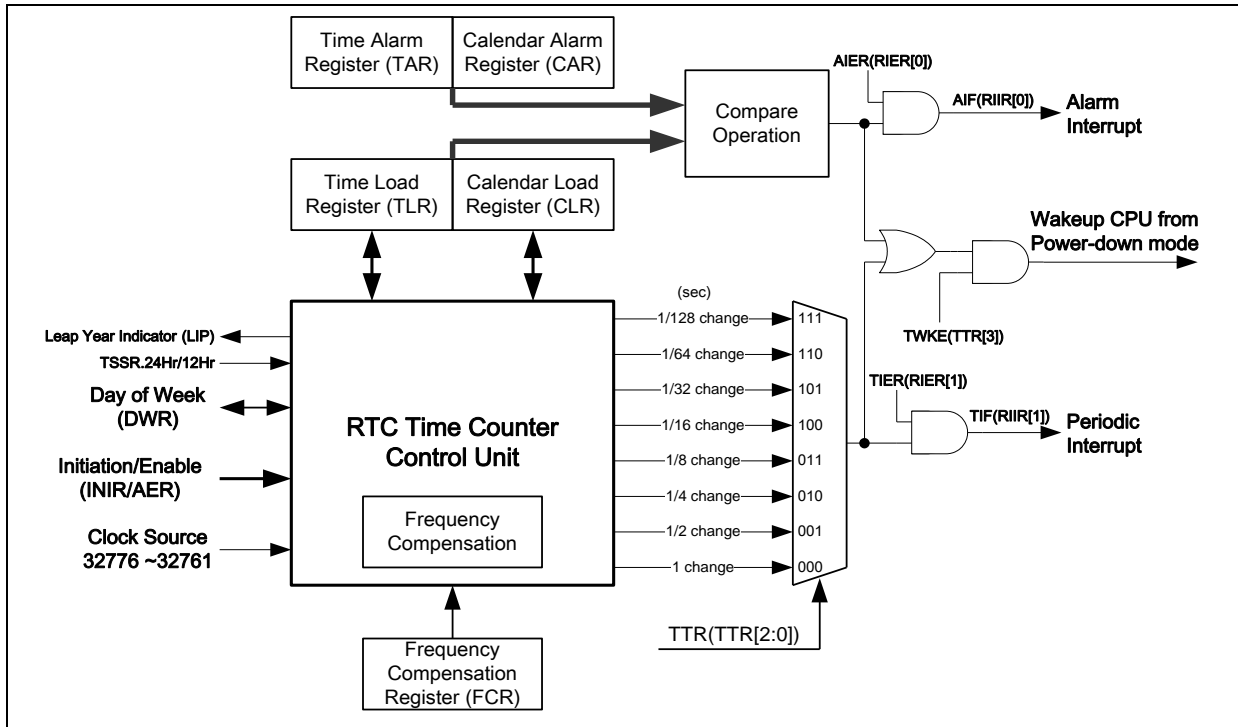 Time Alarm
Register (TAR)
Calendar Alarm
Register (CAR)
AIER(RIER[0])
Compare
Operation
AIF(RIIR[0])
Alarm
Interrupt
Time Load
Register (TLR)
Calendar Load
Register (CLR)
Wakeup CPU from
Power-down mode
TWKE(TTR[3])
(sec)
1/128 change
111
1/64 change
110
1/32 change
101
1/16 change
100
1/8 change
011
1/4 change
010
1/2 change
001
1 change
000
Leap Year Indicator (LIP)
TSSR.24Hr/12Hr
Day of Week
(DWR)
Initiation/Enable
(INIR/AER)
Clock Source
32776 ~32761
RTC Time Counter
Control Unit
Frequency
Compensation
TIER(RIER[1])
TIF(RIIR[1])
Periodic
Interrupt
TTR(TTR[2:0])
Frequency
Compensation
Register (FCR)